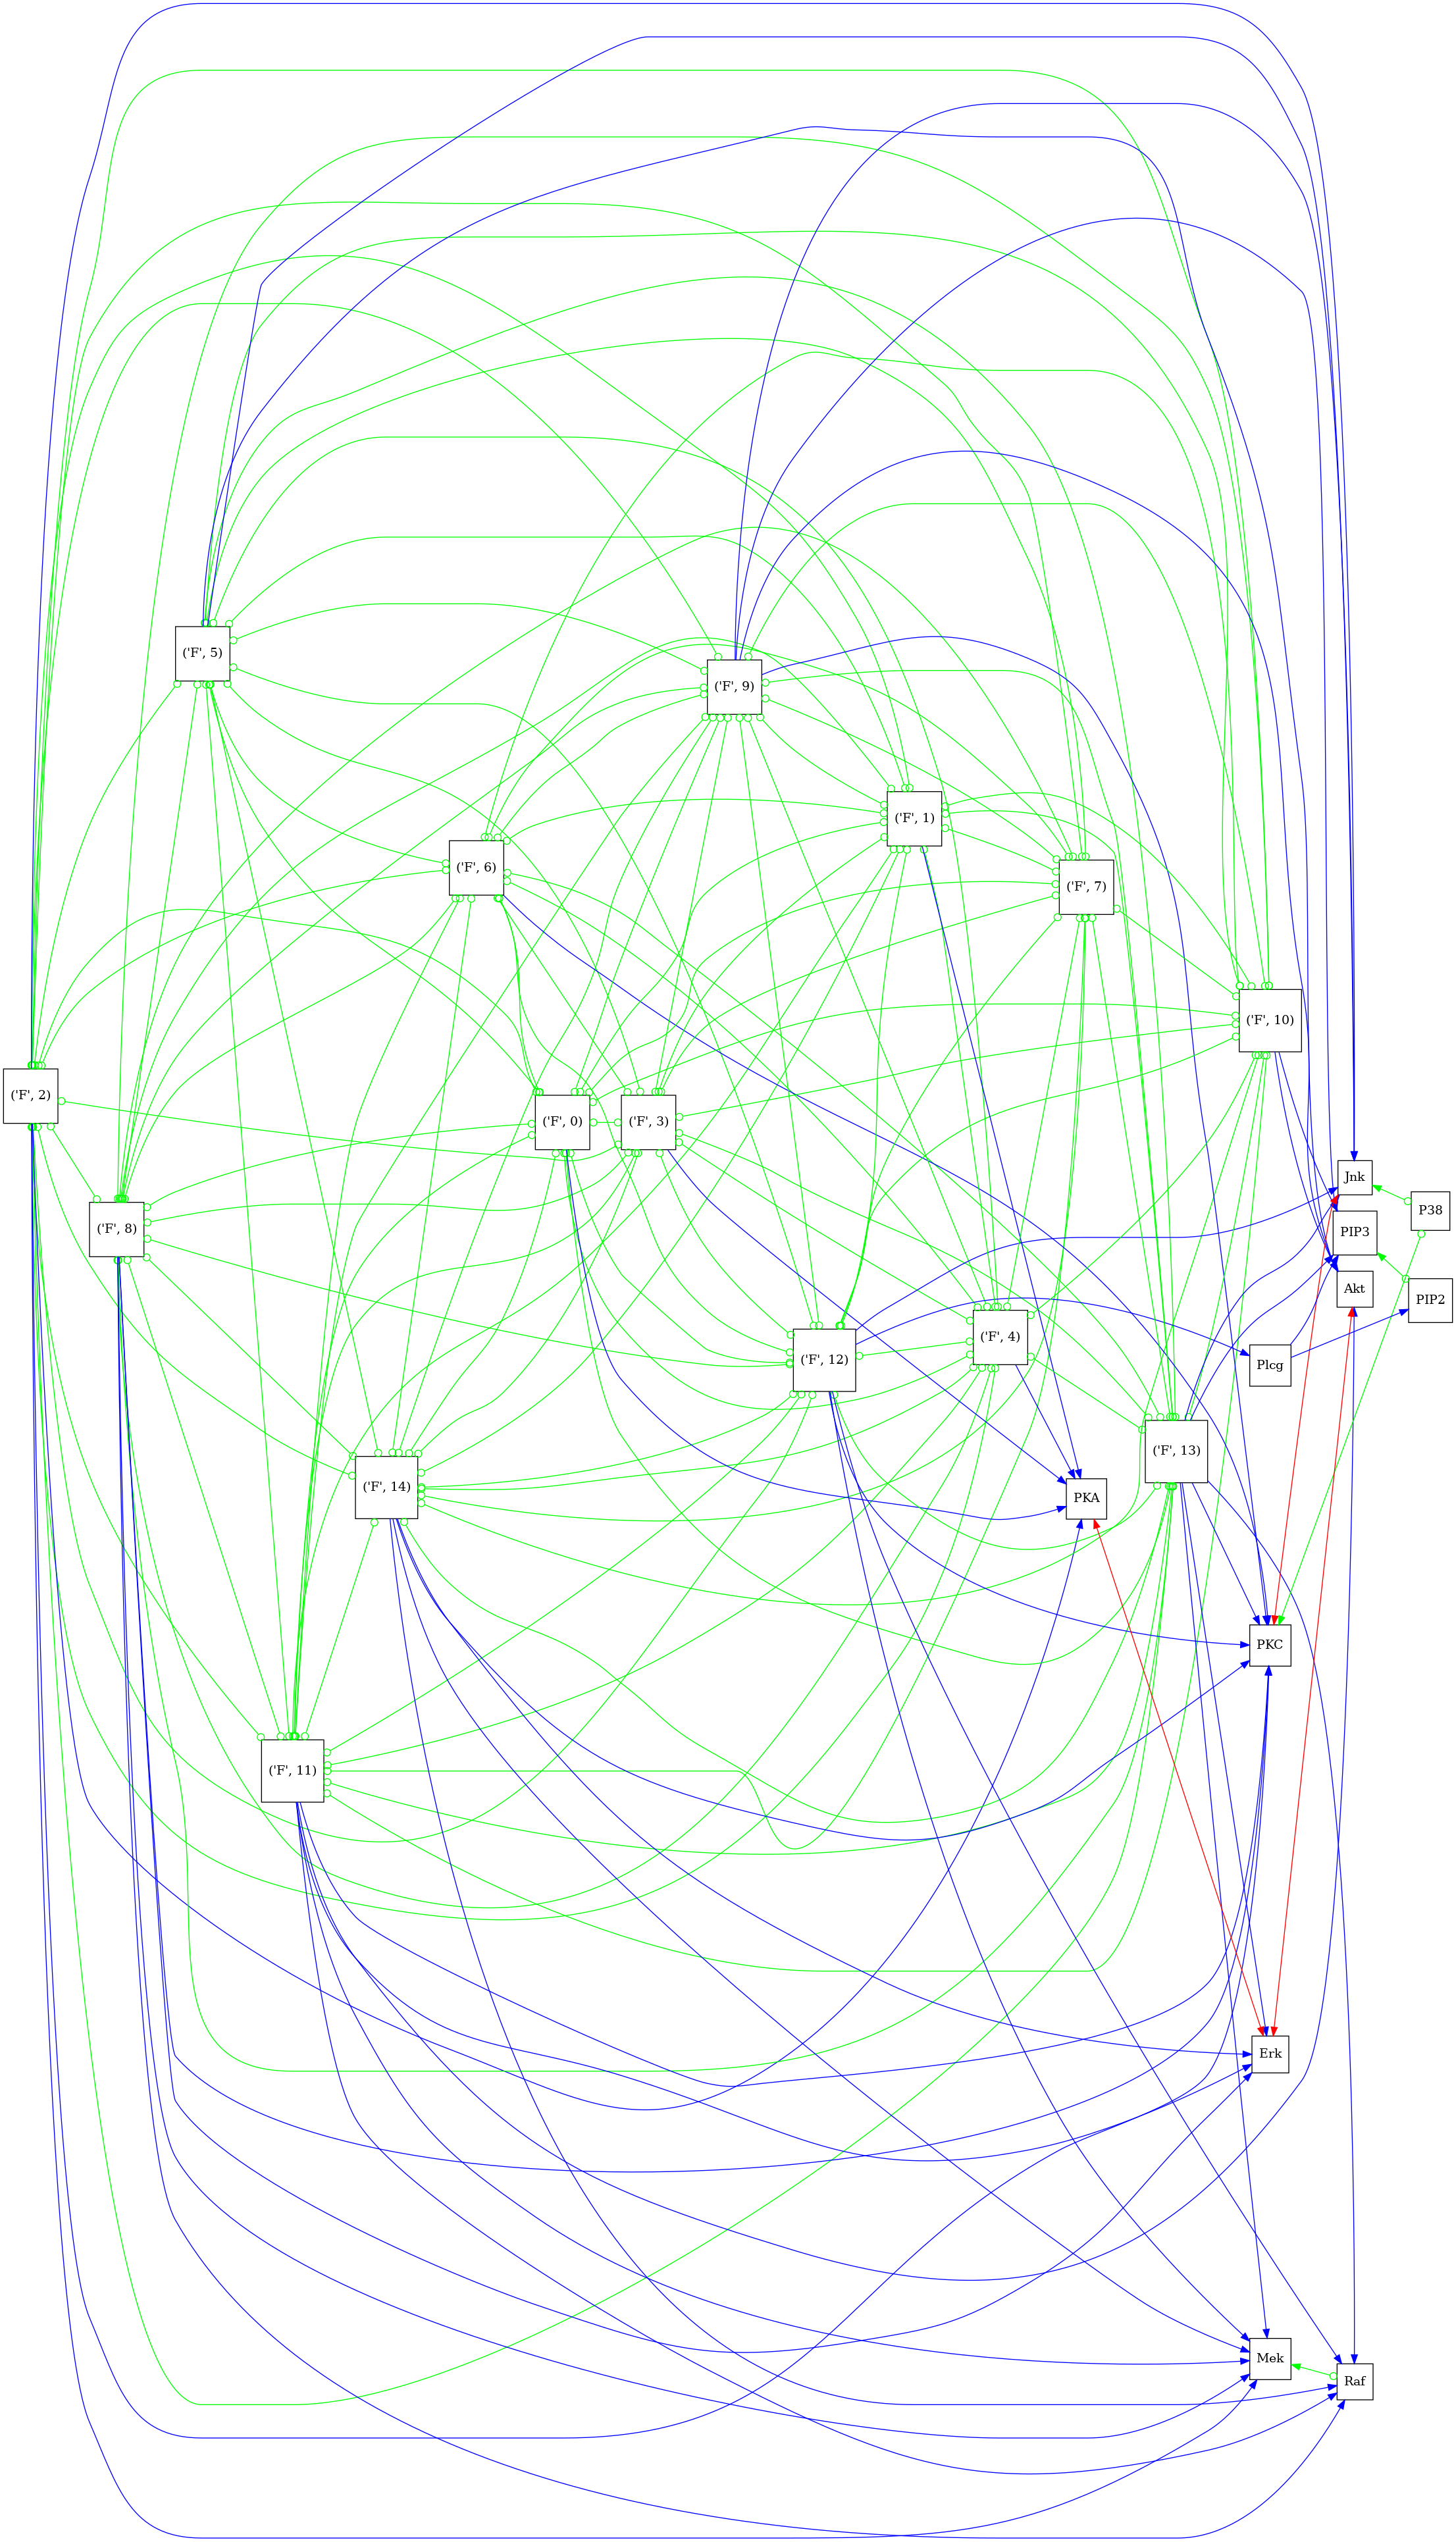 ('F', 5)
('F', 9)
('F', 1)
('F', 6)
('F', 7)
('F', 10)
('F', 2)
('F', 0)
('F', 3)
Jnk
P38
('F', 8)
PIP3
Akt
PIP2
('F', 4)
('F', 12)
Plcg
('F', 13)
('F', 14)
PKA
PKC
('F', 11)
Erk
Mek
Raf